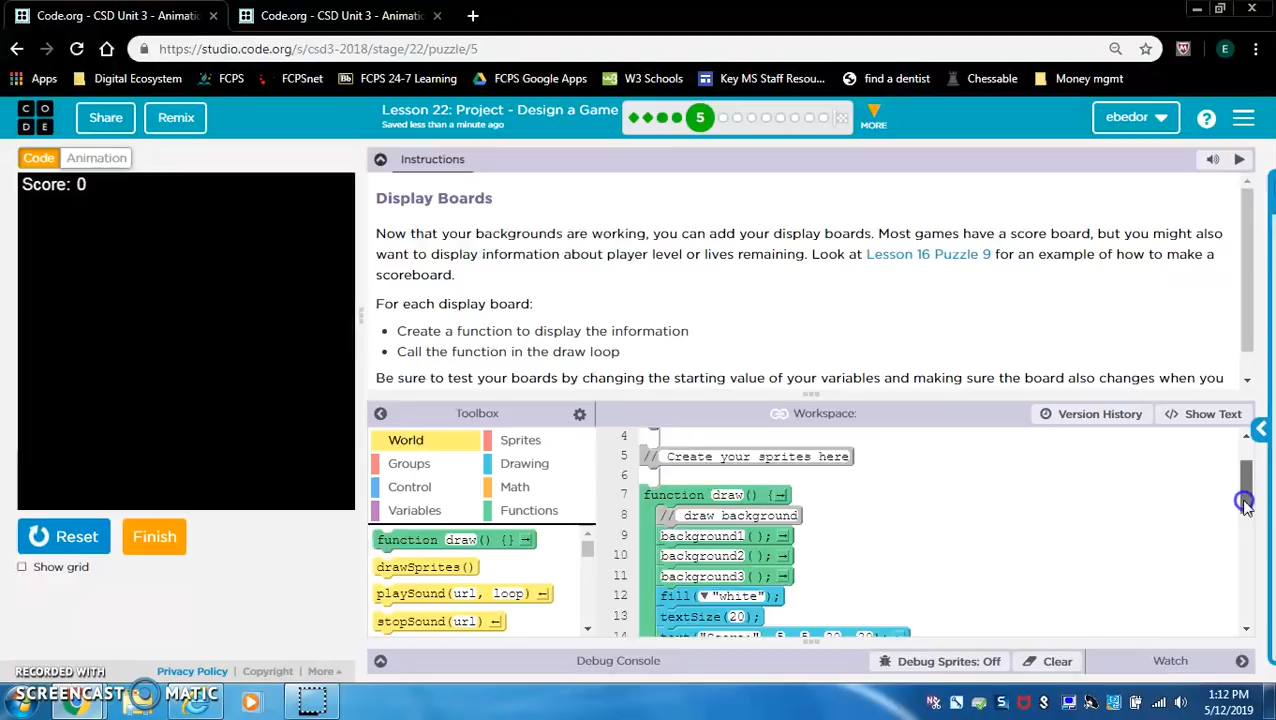 Code.org - CSD Unit 3 - Animatic
Code.org - CSD Unit 3 - Animati
https://studio.code.org/s/csd3-2018/stage/22/puzzle/5
E
Apps
Digital Ecosystem
FCPS
FCPSnet
Bb FCPS 24-7 Learning
FCPS Google Apps
W3 Schools
Key MS Staff Resou...
find a dentist
Chessable
Money mgmt
C O
D E
Share
Remix
Lesson 22: Project - Design a Game
Saved less than a minute ago
5
MORE
ebedor
?
Code
Animation
Instructions
Score: 0
Display Boards
Now that your backgrounds are working, you can add your display boards. Most games have a score board, but you might also
want to display information about player level or lives remaining. Look at Lesson 16 Puzzle 9 for an example of how to make a
scoreboard.
For each display board:
Create a function to display the information
Call the function in the draw loop
Be sure to test your boards by changing the starting value of your variables and making sure the board also changes when you
Toolbox
Workspace:
Version History
Show Text
World
Sprites
Groups
Drawing
Control
Math
Variables
Functions
function draw() {}
drawSprites()
playSound(url, loop)
stopSound(url)
4
5 // Create your sprites here
6
7 function draw() {
8 // draw background
9 background1();
10 background2();
11 background3();
12 fill("white");
13 textSize(20);
Reset
Finish
Show grid
Privacy Policy
Copyright
More
Debug Console
Debug Sprites: Off
Clear
Watch
RECORDED WITH
SCREENCAST MATIC
1:12 PM
5/12/2019